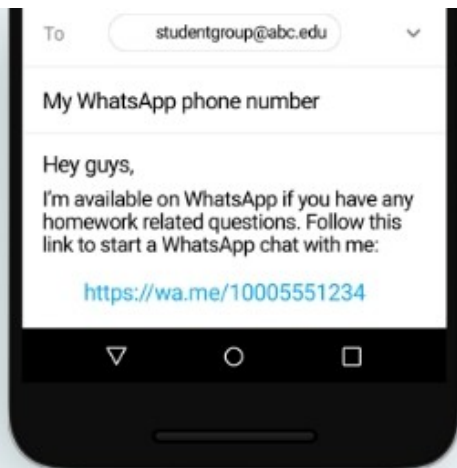 To studentgroup@abc.edu
My WhatsApp phone number
Hey guys,
I'm available on WhatsApp if you have any
homework related questions. Follow this
link to start a WhatsApp chat with me:
https://wa.me/10005551234